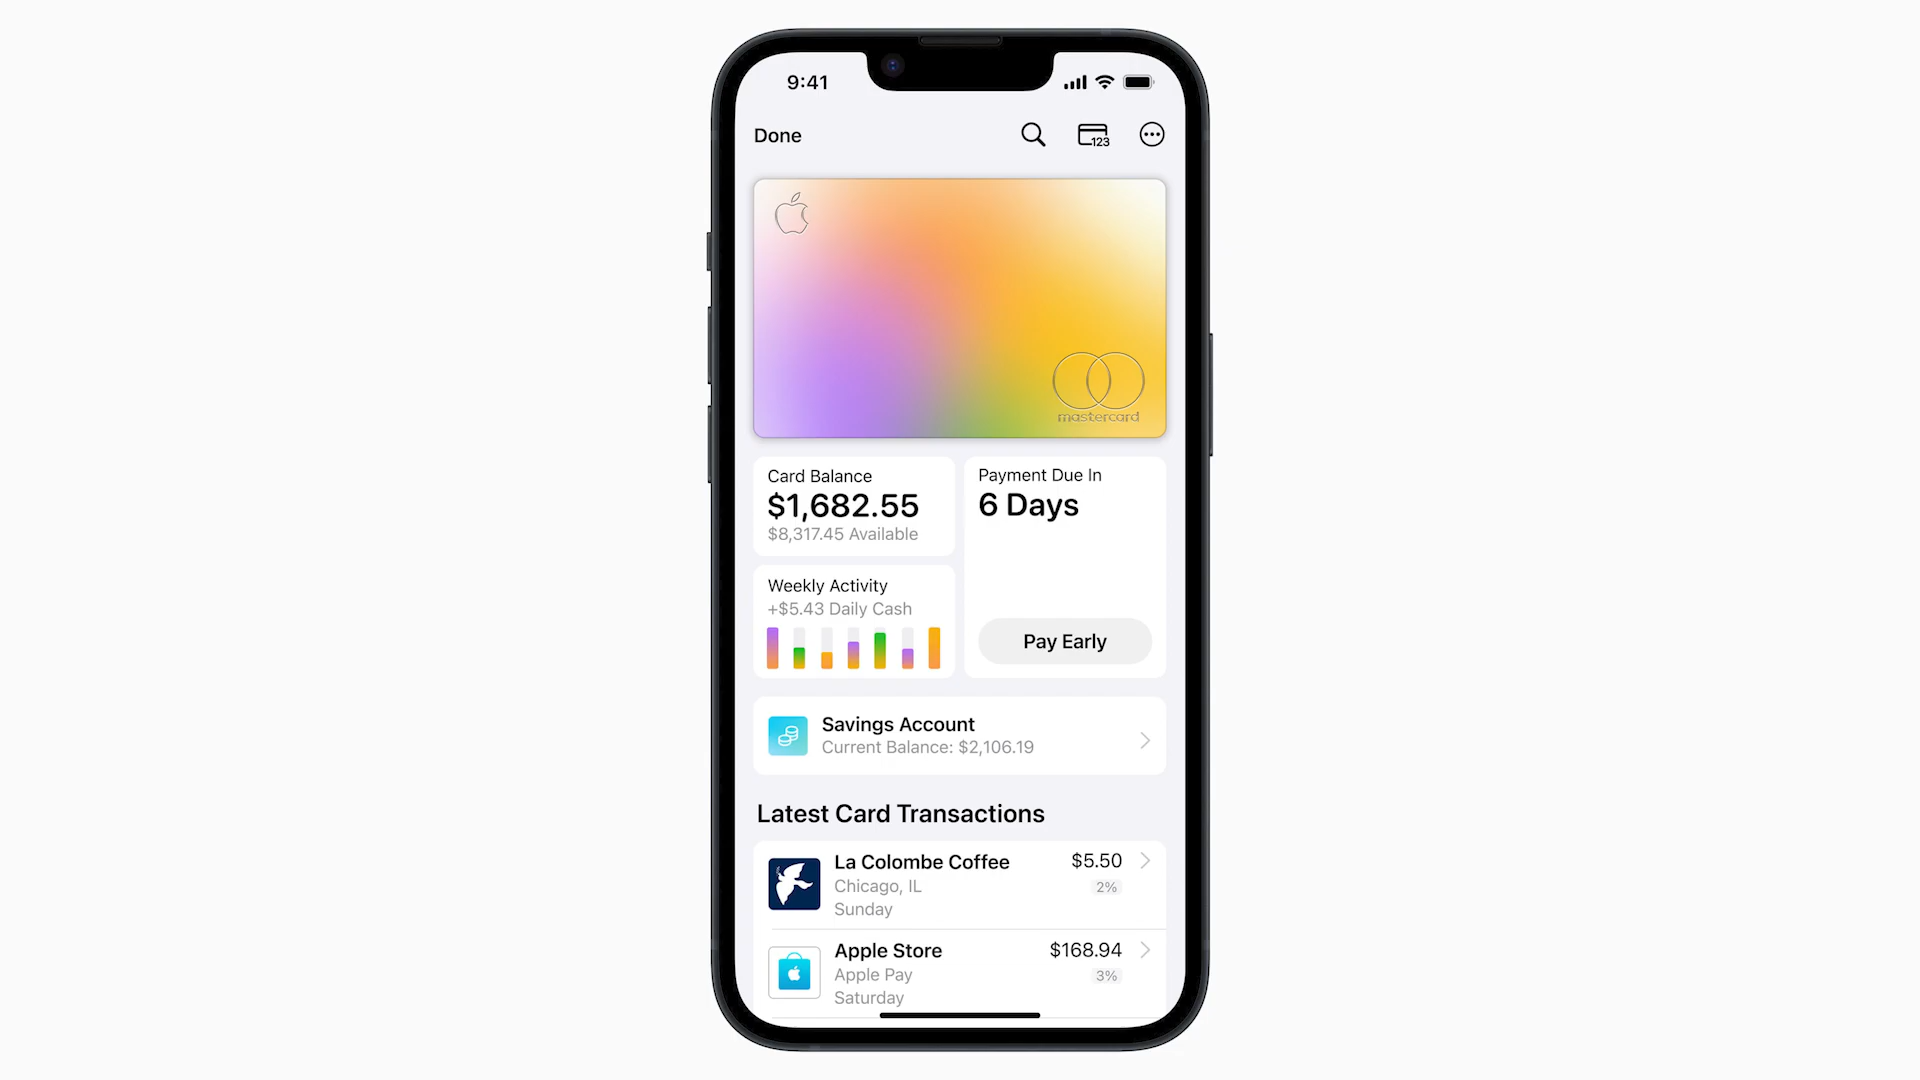 9:41
Done
123
mastercard
Card Balance
$1,682.55
$8,317.45 Available
Payment Due In
6 Days
Weekly Activity
+$5.43 Daily Cash
Pay Early
Savings Account
Current Balance: $2,106.19
Latest Card Transactions
La Colombe Coffee
$5.50
Chicago, IL
2%
Sunday
Apple Store
$168.94
Apple Pay
3%
Saturday